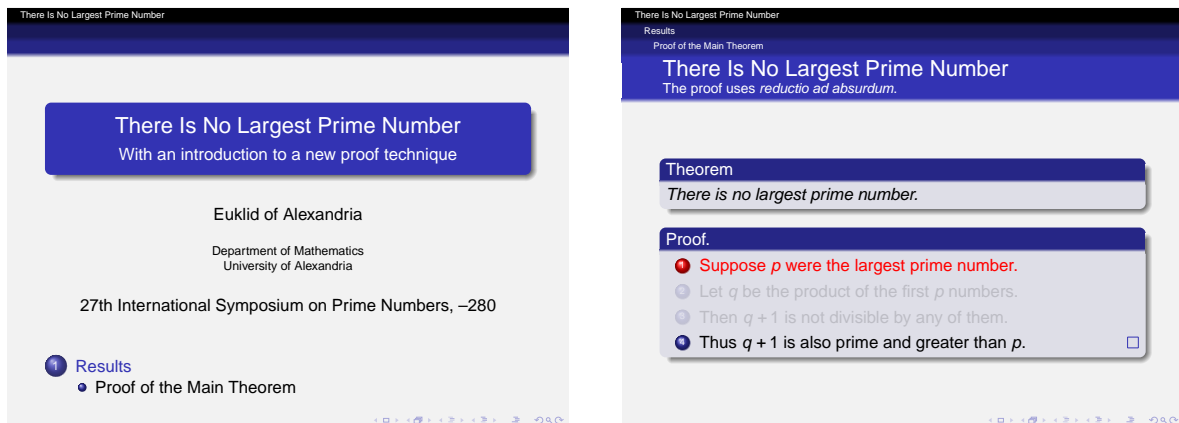 There Is No Largest Prime Number
There Is No Largest Prime Number
With an introduction to a new proof technique
Euklid of Alexandria
Department of Mathematics
University of Alexandria
27th International Symposium on Prime Numbers, –280
1 Results
Proof of the Main Theorem
There Is No Largest Prime Number
Results
Proof of the Main Theorem
There Is No Largest Prime Number
The proof uses reductio ad absurdum.
Theorem
There is no largest prime number.
Proof.
1 Suppose p were the largest prime number.
2 Let q be the product of the first p numbers.
3 Then q + 1 is not divisible by any of them.
4 Thus q + 1 is also prime and greater than p.